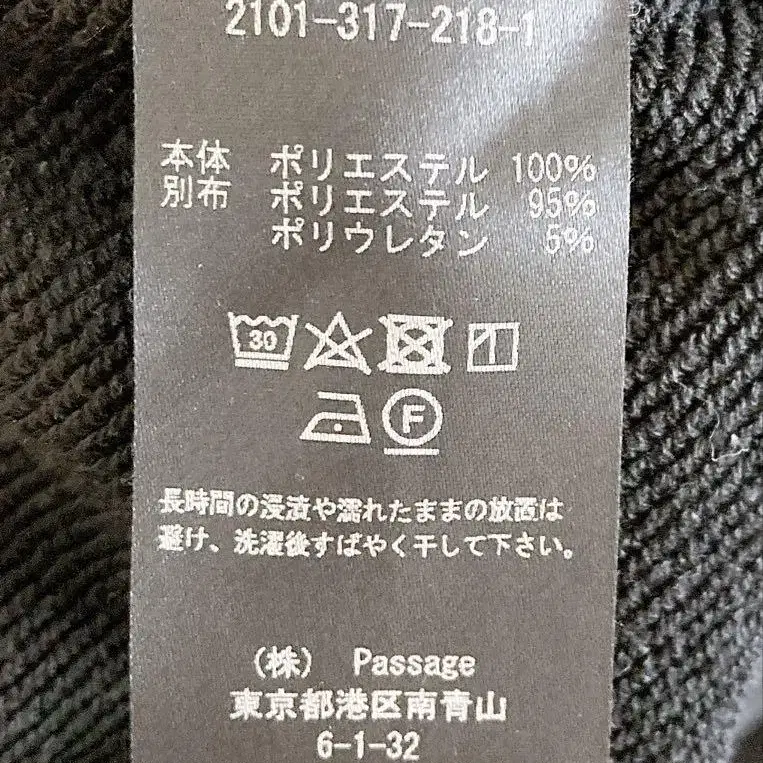 2101-317-218-1
本体 ポリエステル 100%
別布 ポリエステル 95%
ポリウレタン 5%
30
F
長時間の浸漬や濡れたままの放置は
避け、洗濯後すばやく干して下さい。
(株) Passage
東京都港区南青山
6-1-32